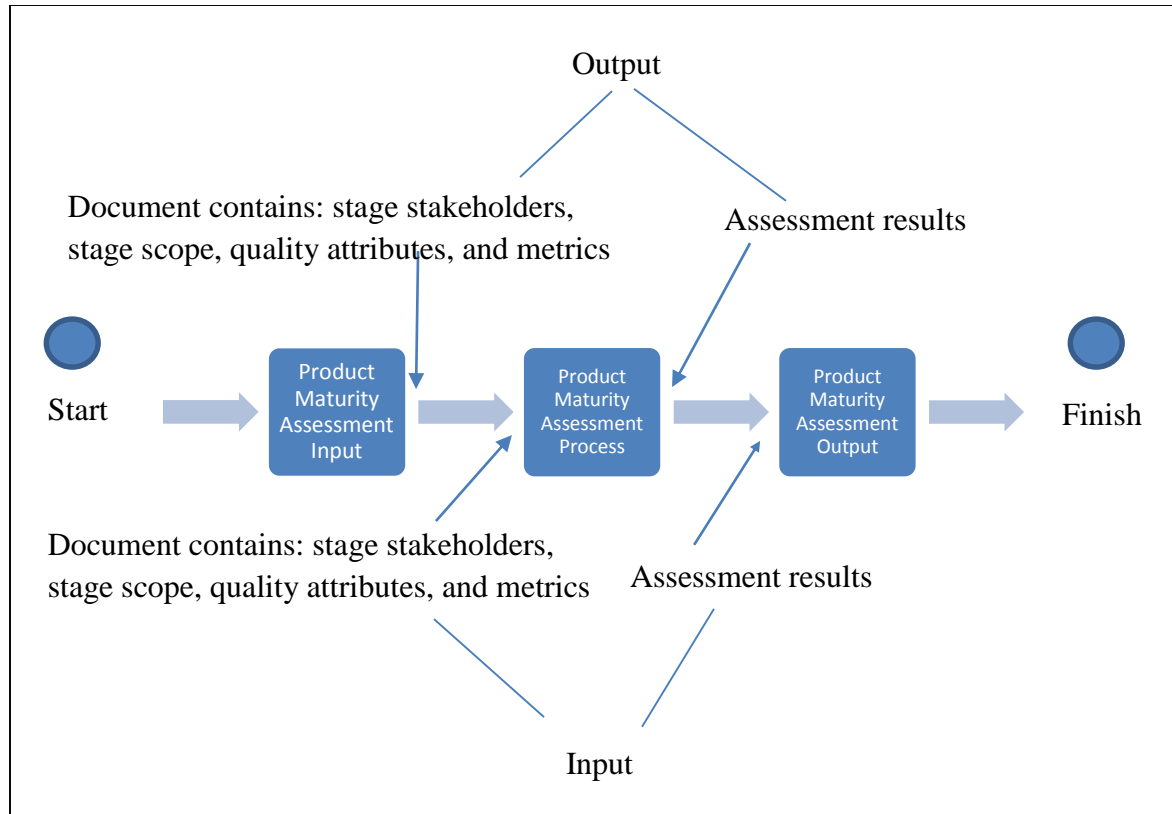 Output
Document contains: stage stakeholders,
stage scope, quality attributes, and metrics
Assessment results
Start
Product
Maturity
Assessment
Input
Product
Maturity
Assessment
Process
Product
Maturity
Assessment
Output
Finish
Document contains: stage stakeholders,
stage scope, quality attributes, and metrics
Assessment results
Input